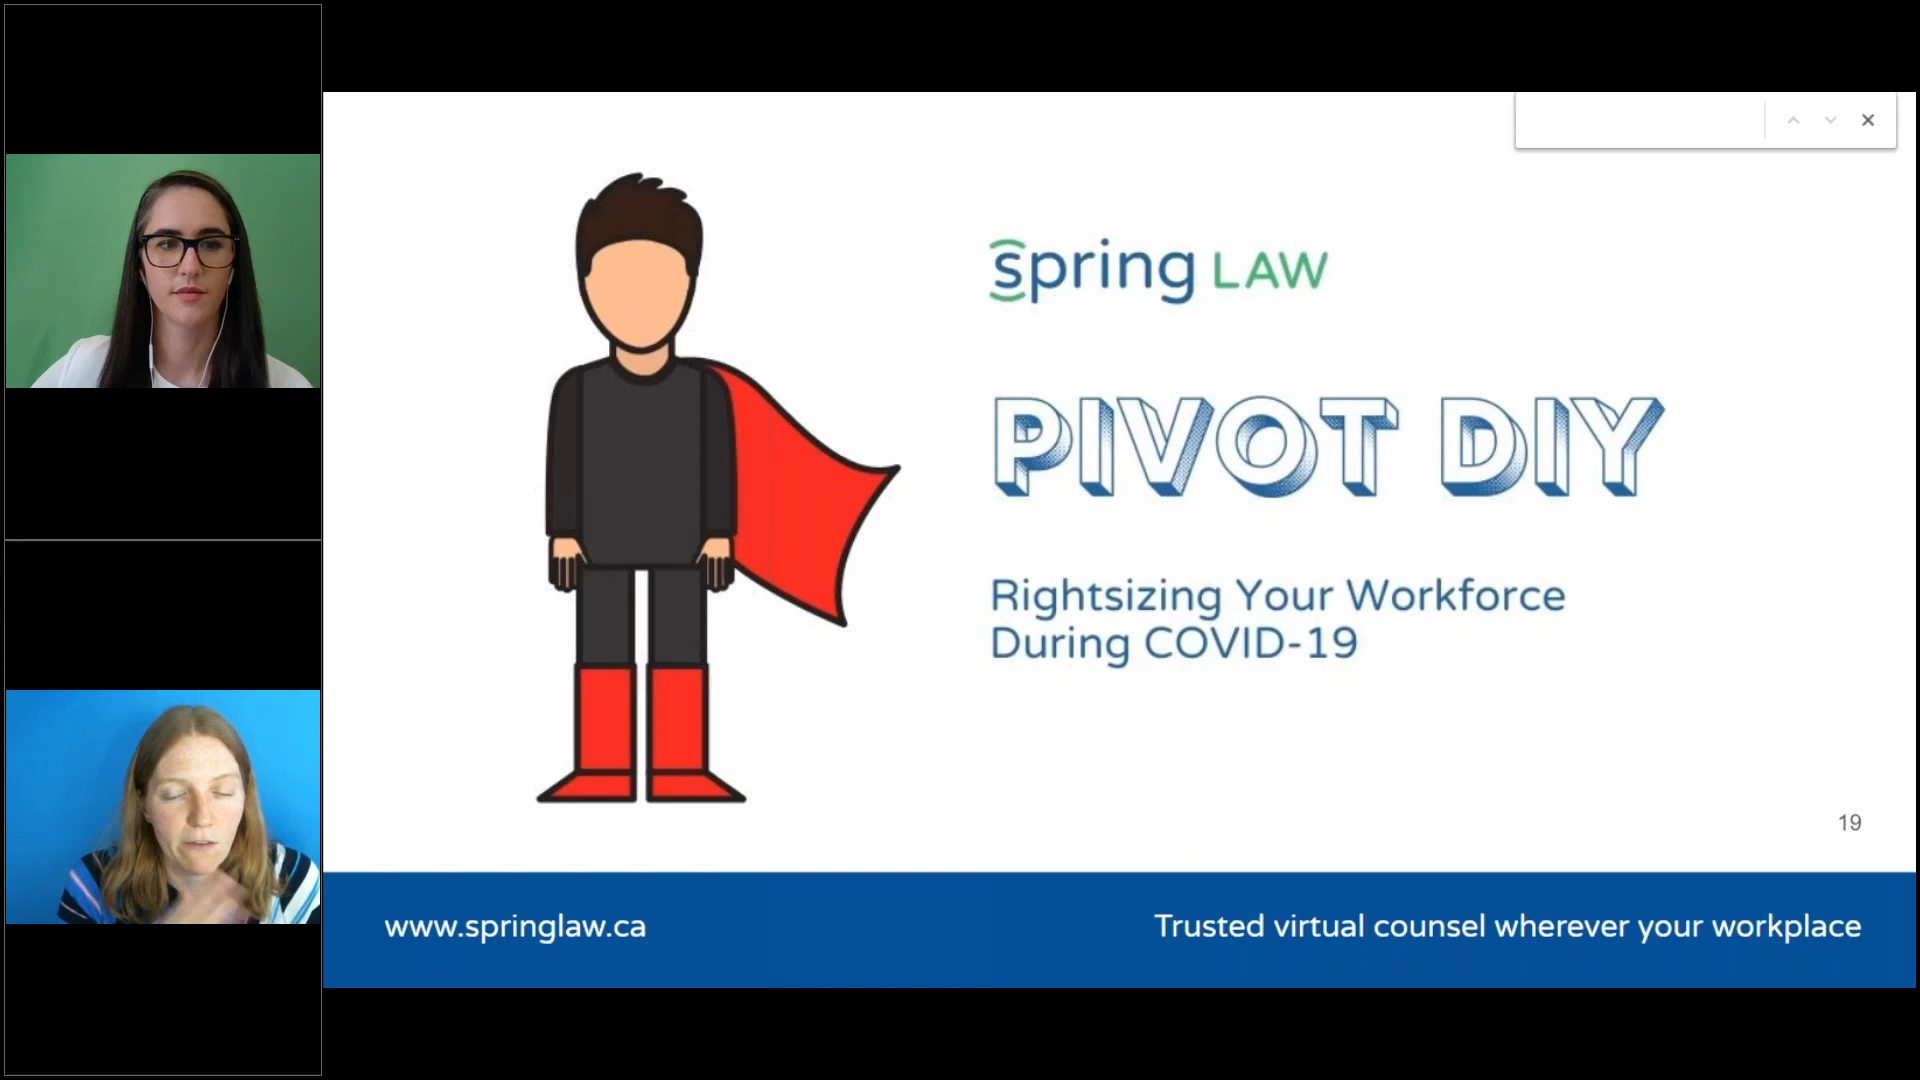 spring LAW
PIVOT DIY
Rightsizing Your Workforce
During COVID-19
19
www.springlaw.ca
Trusted virtual counsel wherever your workplace